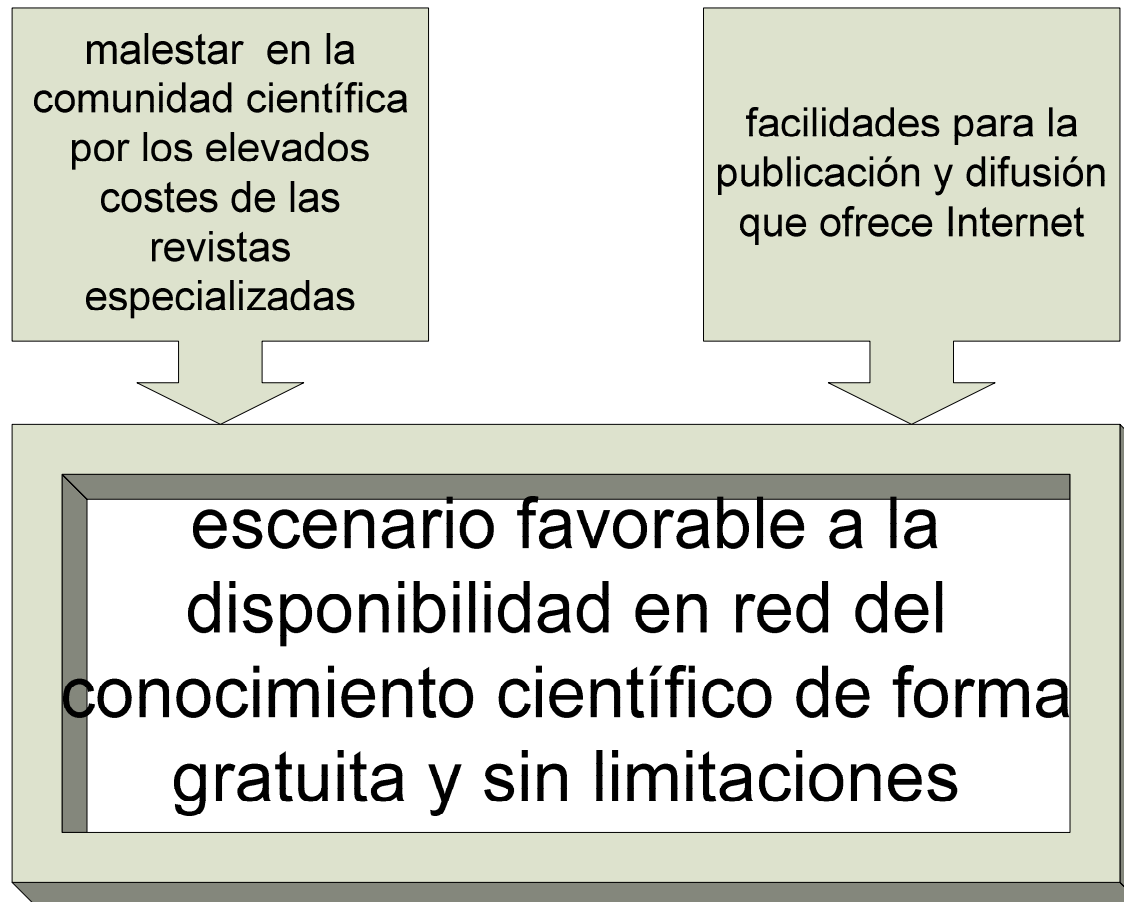 malestar en la
comunidad científica
por los elevados
costes de las
revistas
especializadas
facilidades para la
publicación y difusión
que ofrece Internet
escenario favorable a la
disponibilidad en red del
conocimiento científico de forma
gratuita y sin limitaciones